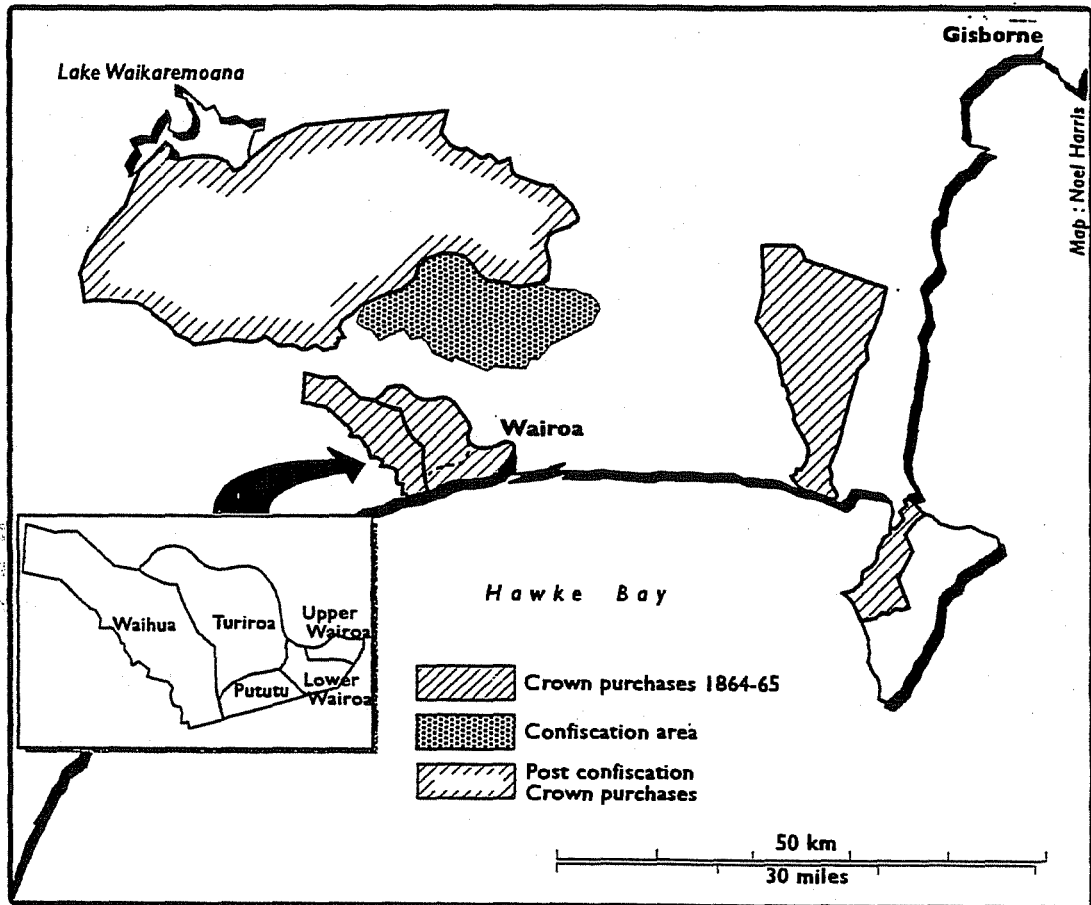 Gisborne
Lake Waikaremoana
Map : Noel Harris
Wairoa
Hawke Bay
Waihua
Turiroa
Upper
Wairoa
Pututu
Lower
Wairoa
Crown purchases 1864-65
Confiscation area
Post confiscation
Crown purchases
50 km
30 miles